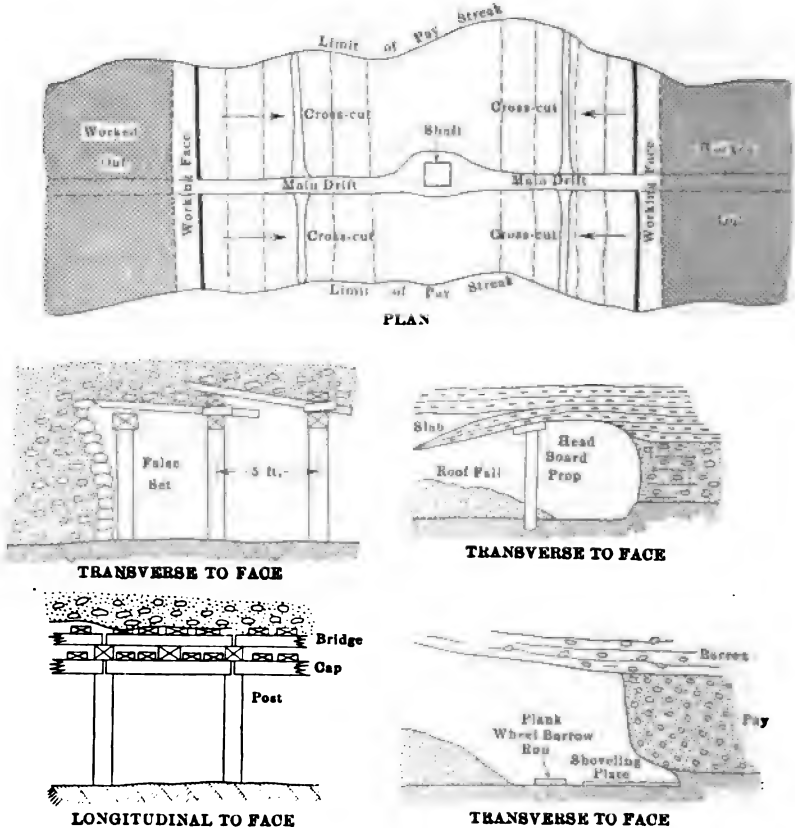 Limit of Pay Streak
Cross-cut
Cross-cut
Shaft
Worked
Out
Working Face
Main Drift
Main Drift
Working Face
Worked
Out
Cross-cut
Cross-cut
Limit of Pay Streak
PLAN
False
Set
5 ft.
TRANSVERSE TO FACE
Slab
Roof Fall
Head
Board
Prop
TRANSVERSE TO FACE
Bridge
Cap
Post
LONGITUDINAL TO FACE
Barren
Pay
Plank
Wheel Barrow
Run
Shoveling
Plate
TRANSVERSE TO FACE